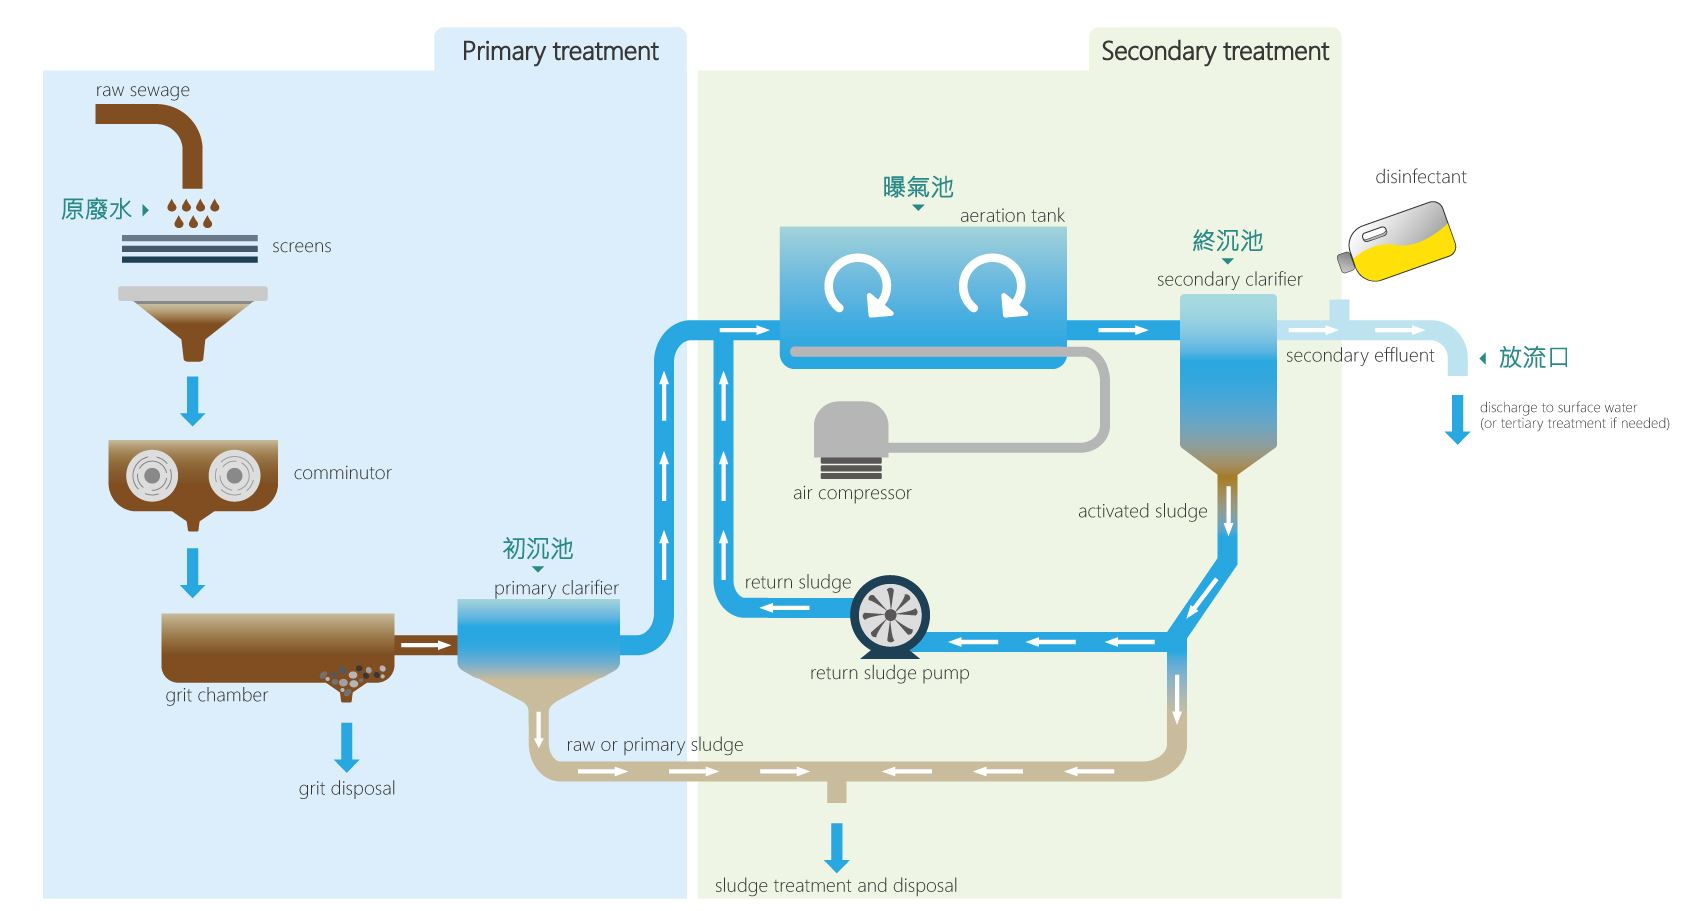 Primary treatment
Secondary treatment
raw sewage
原廢水
screens
comminutor
grit chamber
grit disposal
初沉池
primary clarifier
raw or primary sludge
曝氣池
aeration tank
air compressor
return sludge
return sludge pump
終沉池
secondary clarifier
activated sludge
sludge treatment and disposal
disinfectant
secondary effluent
放流口
discharge to surface water
(or tertiary treatment if needed)